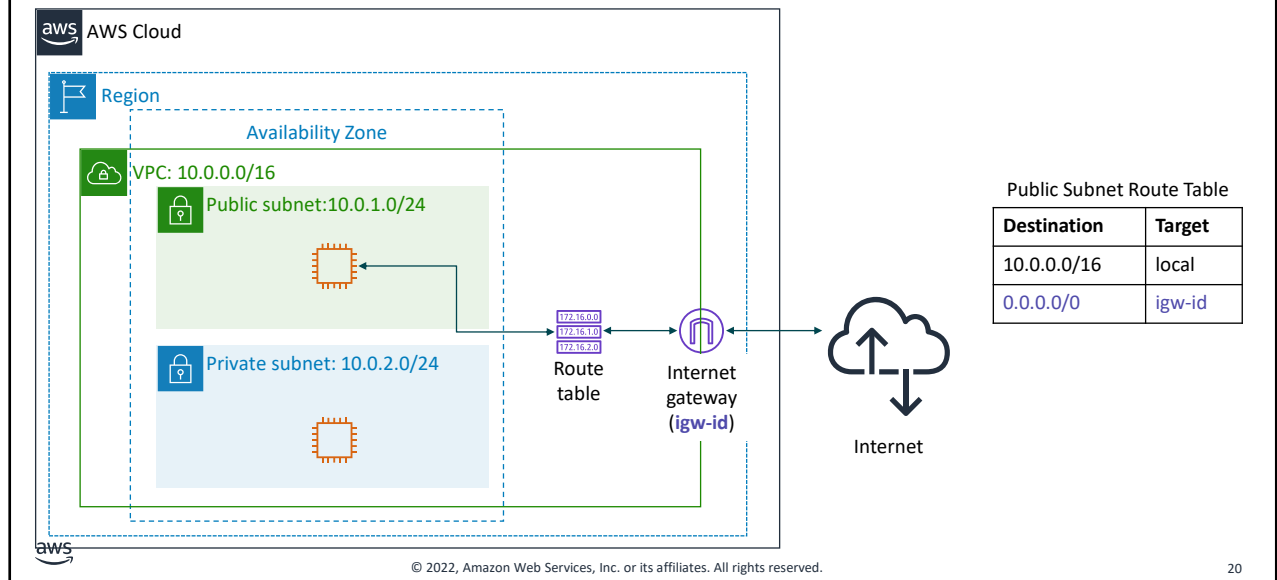 aws
AWS Cloud
Region
Availability Zone
VPC: 10.0.0.0/16
Public subnet:10.0.1.0/24
Private subnet: 10.0.2.0/24
172.16.0.0
172.16.1.0
172.16.2.0
Route
table
Internet
gateway
(igw-id)
Internet
Public Subnet Route Table
Destination Target
10.0.0.0/16 local
0.0.0.0/0 igw-id
aws
© 2022, Amazon Web Services, Inc. or its affiliates. All rights reserved.
20